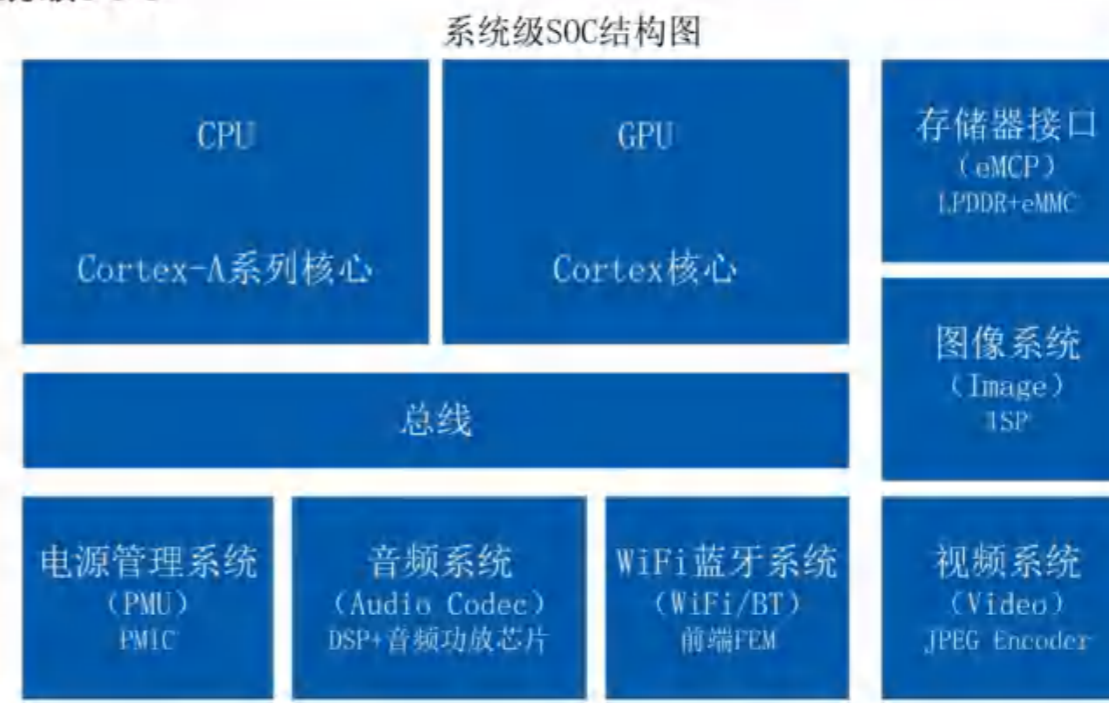 系统级SOC结构图
CPU
Cortex-A系列核心
GPU
Cortex核心
存储器接口
(eMCP)
LPDDR+eMMC
图像系统
(Image)
ISP
总线
电源管理系统
(PMU)
PMIC
音频系统
(Audio Codec)
DSP+音频功放芯片
WiFi蓝牙系统
(WiFi/BT)
前端FEM
视频系统
(Video)
JPEG Encoder